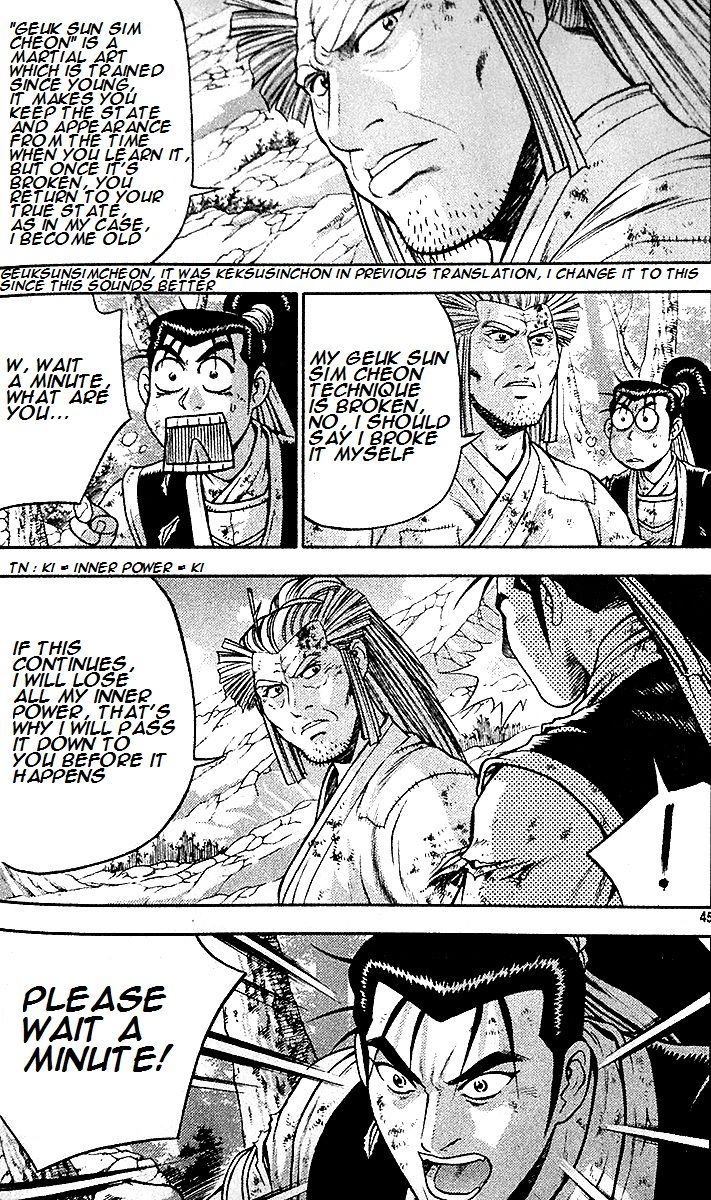 "GEUK SUN SIM
CHEON" IS A
MARTIAL ART
WHICH IS TRAINED
SINCE YOUNG,
IT MAKES YOU
KEEP THE STATE
AND APPEARANCE
FROM THE TIME
WHEN YOU LEARN IT,
BUT ONCE IT'S
BROKEN, YOU
RETURN TO YOUR
TRUE STATE,
AS IN MY CASE,
I BECOME OLD
GEUKSUNSIMCHEON, IT WAS KEKSUSINCHON IN PREVIOUS TRANSLATION, I CHANGE IT TO THIS
SINCE THIS SOUNDS BETTER
W, WAIT
A MINUTE,
WHAT ARE
YOU...
MY GEUK SUN
SIM CHEON
TECHNIQUE
IS BROKEN,
NO, I SHOULD
SAY I BROKE
IT MYSELF
TN : KI = INNER POWER = KI
IF THIS
CONTINUES,
I WILL LOSE
ALL MY INNER
POWER, THAT'S
WHY I WILL PASS
IT DOWN TO
YOU BEFORE IT
HAPPENS
!
45
PLEASE
WAIT A
MINUTE!